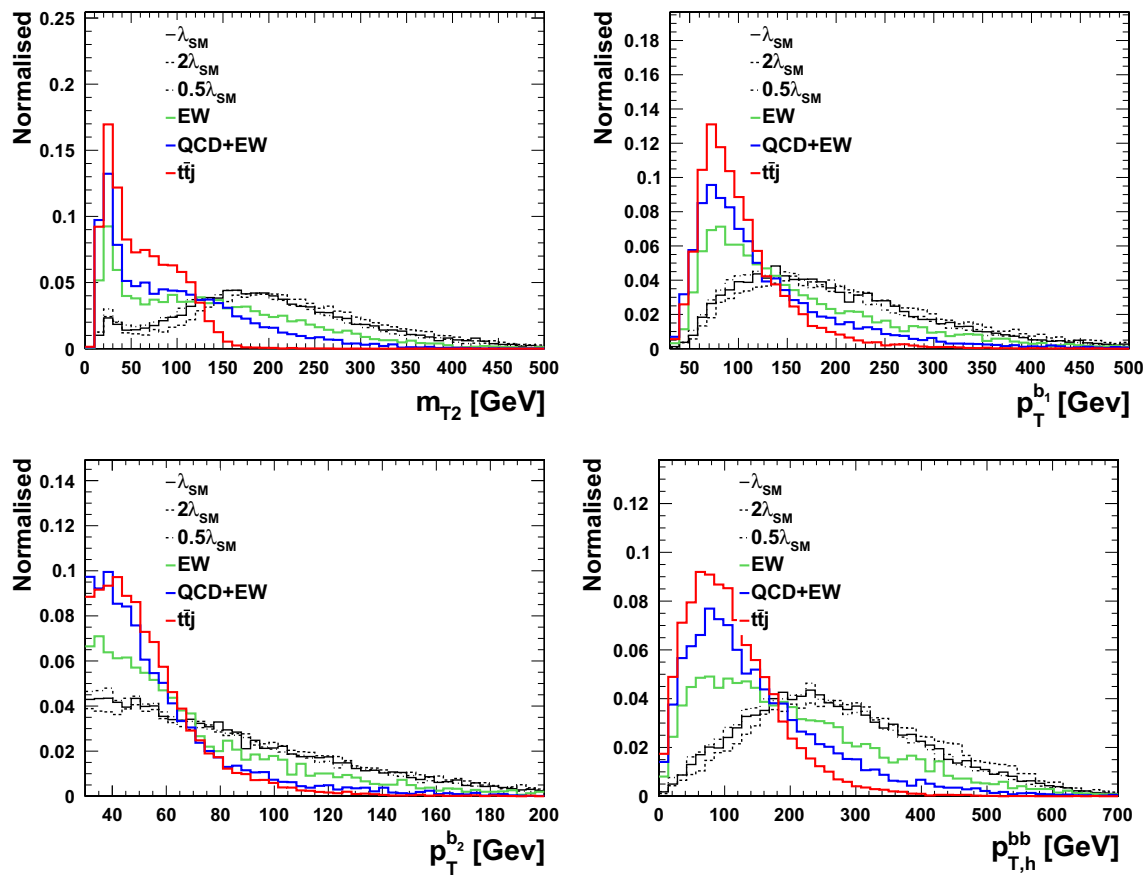 Normalised
0.25
0.2
0.15
0.1
0.05
0
λSM
2λSM
0.5λSM
EW
QCD+EW
tt̄j
0 50 100 150 200 250 300 350 400 450 500
mT2 [GeV]
Normalised
0.18
0.16
0.14
0.12
0.1
0.08
0.06
0.04
0.02
0
λSM
2λSM
0.5λSM
EW
QCD+EW
tt̄j
50 100 150 200 250 300 350 400 450 500
pTb1 [Gev]
Normalised
0.14
0.12
0.1
0.08
0.06
0.04
0.02
0
λSM
2λSM
0.5λSM
EW
QCD+EW
tt̄j
40 60 80 100 120 140 160 180 200
pTb2 [Gev]
Normalised
0.12
0.1
0.08
0.06
0.04
0.02
0
λSM
2λSM
0.5λSM
EW
QCD+EW
tt̄j
0 100 200 300 400 500 600 700
pT,hbb [GeV]